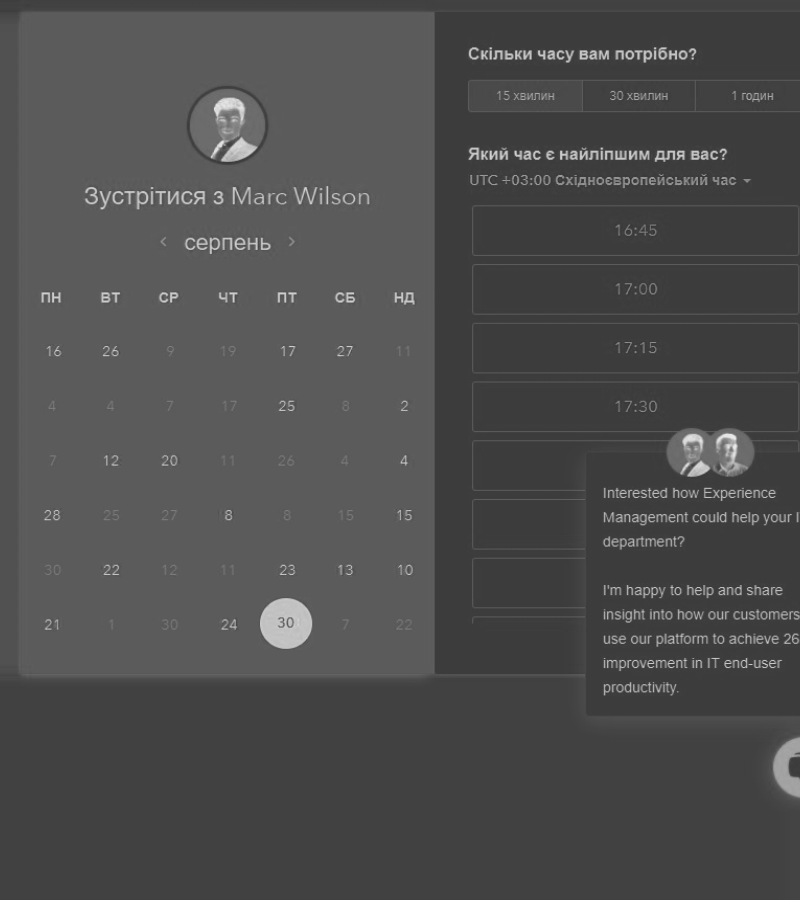 Зустрітися з Marc Wilson
серпень
ПН ВТ СР ЧТ ПТ СБ НД
16 26 9 19 17 27 11
4 4 7 17 25 8 2
7 12 20 11 26 4 4
28 25 27 8 8 15 15
30 22 12 11 23 13 10
21 1 30 24 30 7 22
Скільки часу вам потрібно?
15 хвилин 30 хвилин 1 годин
Який час є найліпшим для вас?
UTC +03:00 Східноєвропейський час
16:45
17:00
17:15
17:30
Interested how Experience
Management could help your I
department?
I'm happy to help and share
insight into how our customers
use our platform to achieve 26
improvement in IT end-user
productivity.